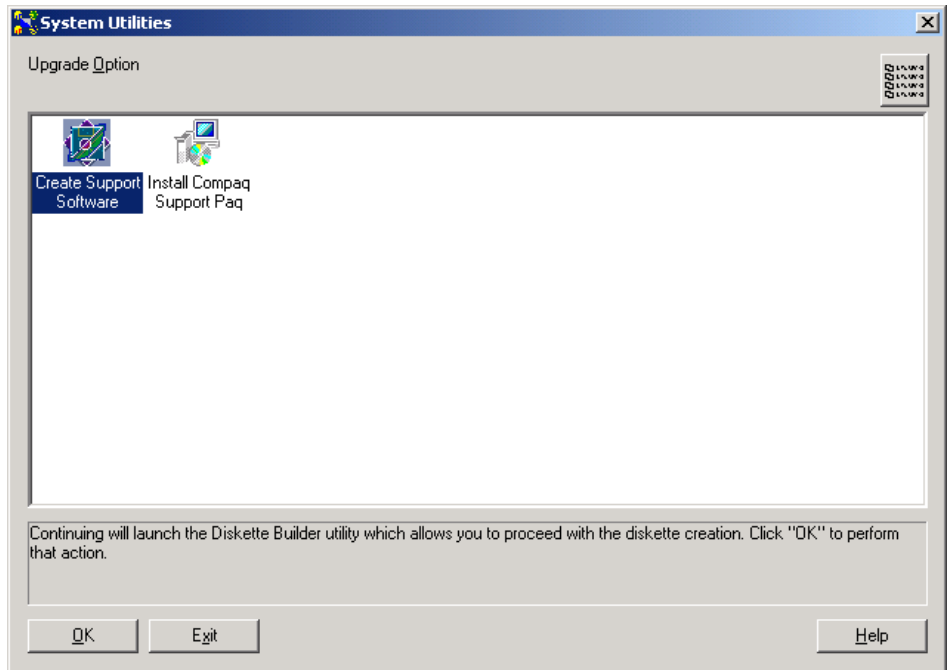 System Utilities
Upgrade Option
Create Support
Software
Install Compaq
Support Paq
Continuing will launch the Diskette Builder utility which allows you to proceed with the diskette creation. Click "OK" to perform
that action.
OK
Exit
Help